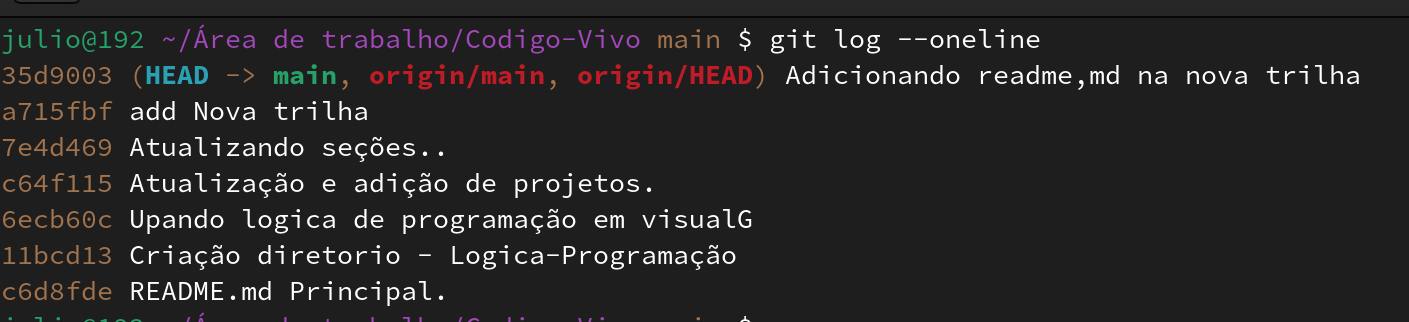 julio@192 ~/Área de trabalho/Codigo-Vivo main $ git log --oneline
35d9003 (HEAD -> main, origin/main, origin/HEAD) Adicionando readme,md na nova trilha
a715fbf add Nova trilha
7e4d469 Atualizando seções..
c64f115 Atualização e adição de projetos.
6ecb60c Upando logica de programação em visualG
11bcd13 Criação diretorio - Logica-Programação
c6d8fde README.md Principal.